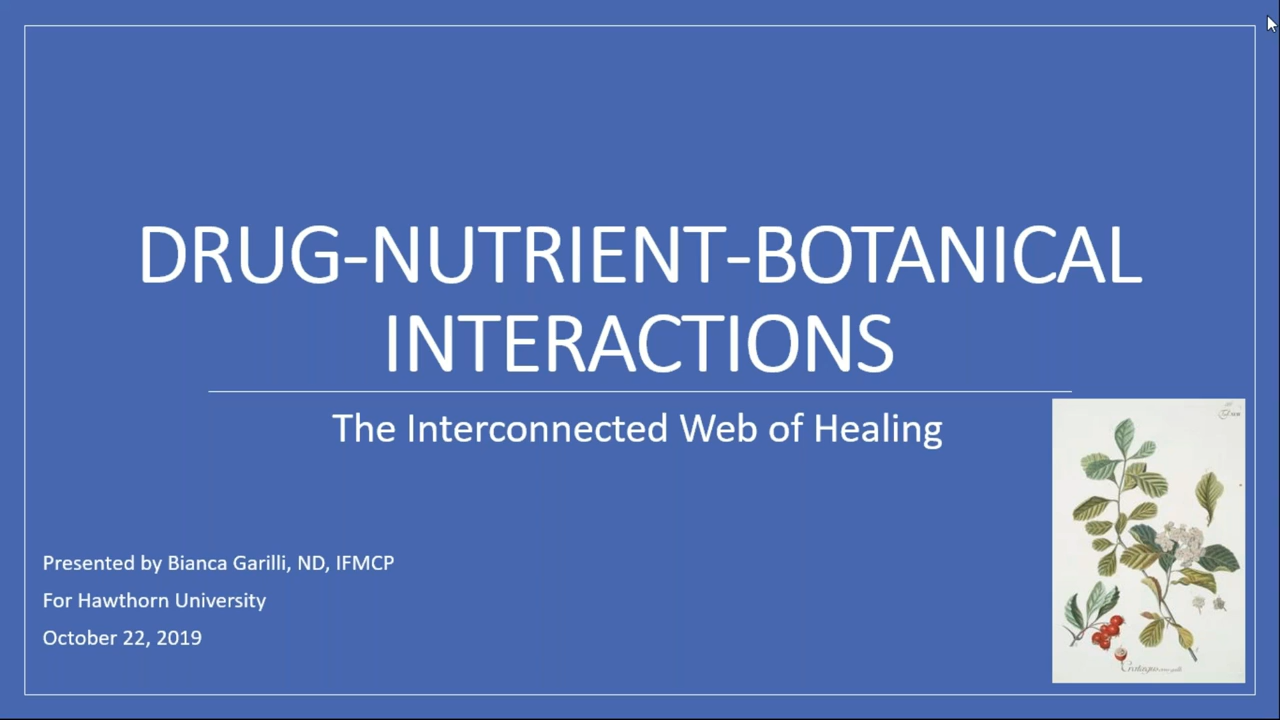 DRUG-NUTRIENT-BOTANICAL
INTERACTIONS
The Interconnected Web of Healing
Presented by Bianca Garilli, ND, IFMCP
For Hawthorn University
October 22, 2019